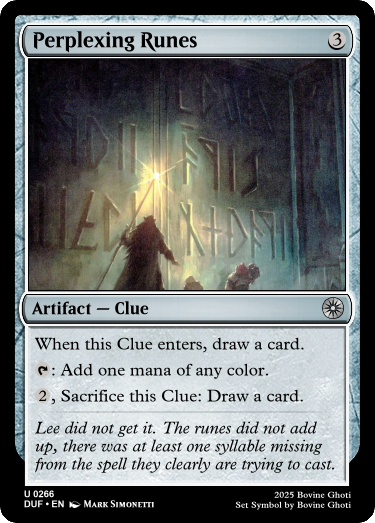 Perplexing Runes 3
Artifact — Clue
When this Clue enters, draw a card.
: Add one mana of any color.
2, Sacrifice this Clue: Draw a card.
Lee did not get it. The runes did not add
up, there was at least one syllable missing
from the spell they clearly are trying to cast.
U 0266
DUF • EN Mark Simonetti
2025 Bovine Ghoti
Set Symbol by Bovine Ghoti